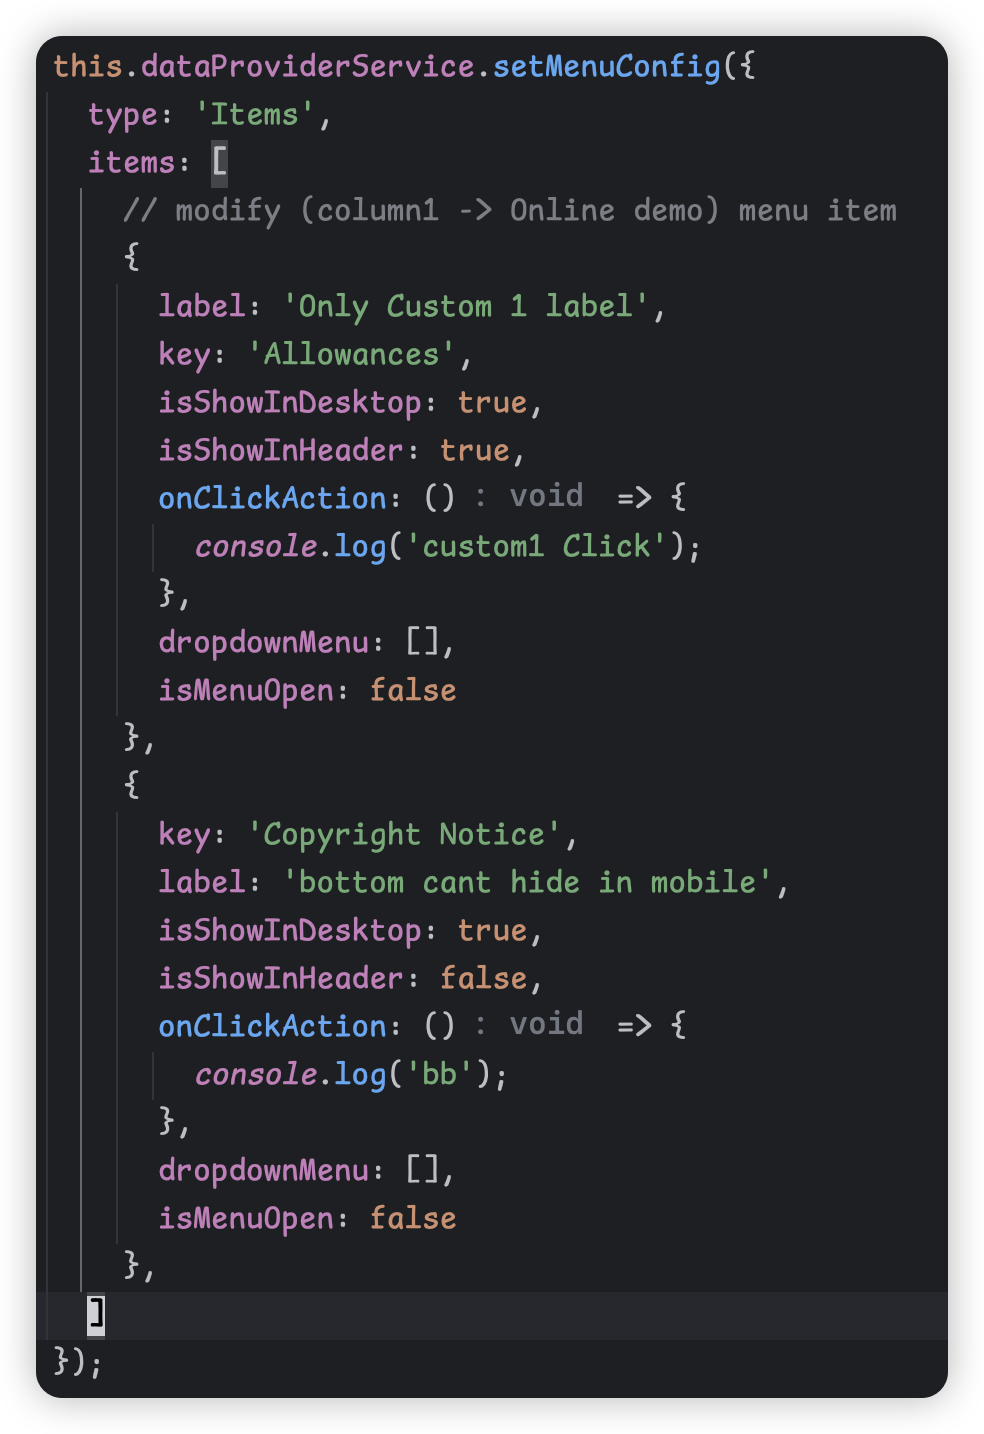 this.dataProviderService.setMenuConfig({
  type: 'Items',
  items: [
    // modify (column1 -> Online demo) menu item
    {
      label: 'Only Custom 1 label',
      key: 'Allowances',
      isShowInDesktop: true,
      isShowInHeader: true,
      onClickAction: () : void => {
        console.log('custom1 Click');
      },
      dropdownMenu: [],
      isMenuOpen: false
    },
    {
      key: 'Copyright Notice',
      label: 'bottom cant hide in mobile',
      isShowInDesktop: true,
      isShowInHeader: false,
      onClickAction: () : void => {
        console.log('bb');
      },
      dropdownMenu: [],
      isMenuOpen: false
    },
  ]
});